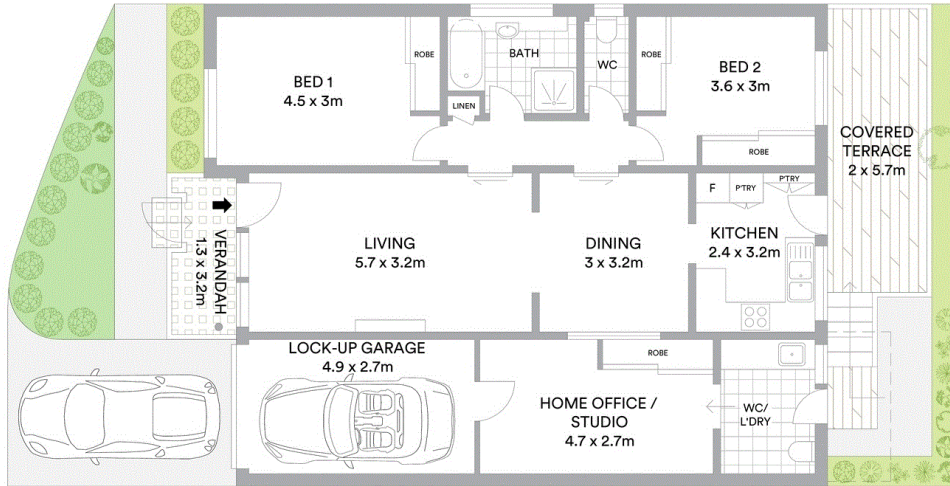 BED 1
4.5 x 3m
ROBE
LINEN
BATH
WC
ROBE
BED 2
3.6 x 3m
ROBE
COVERED
TERRACE
2 x 5.7m
VERANDAH
1.3 x 3.2m
LIVING
5.7 x 3.2m
DINING
3 x 3.2m
F
P'TRY
P'TRY
KITCHEN
2.4 x 3.2m
LOCK-UP GARAGE
4.9 x 2.7m
ROBE
HOME OFFICE /
STUDIO
4.7 x 2.7m
WC/
L'DRY